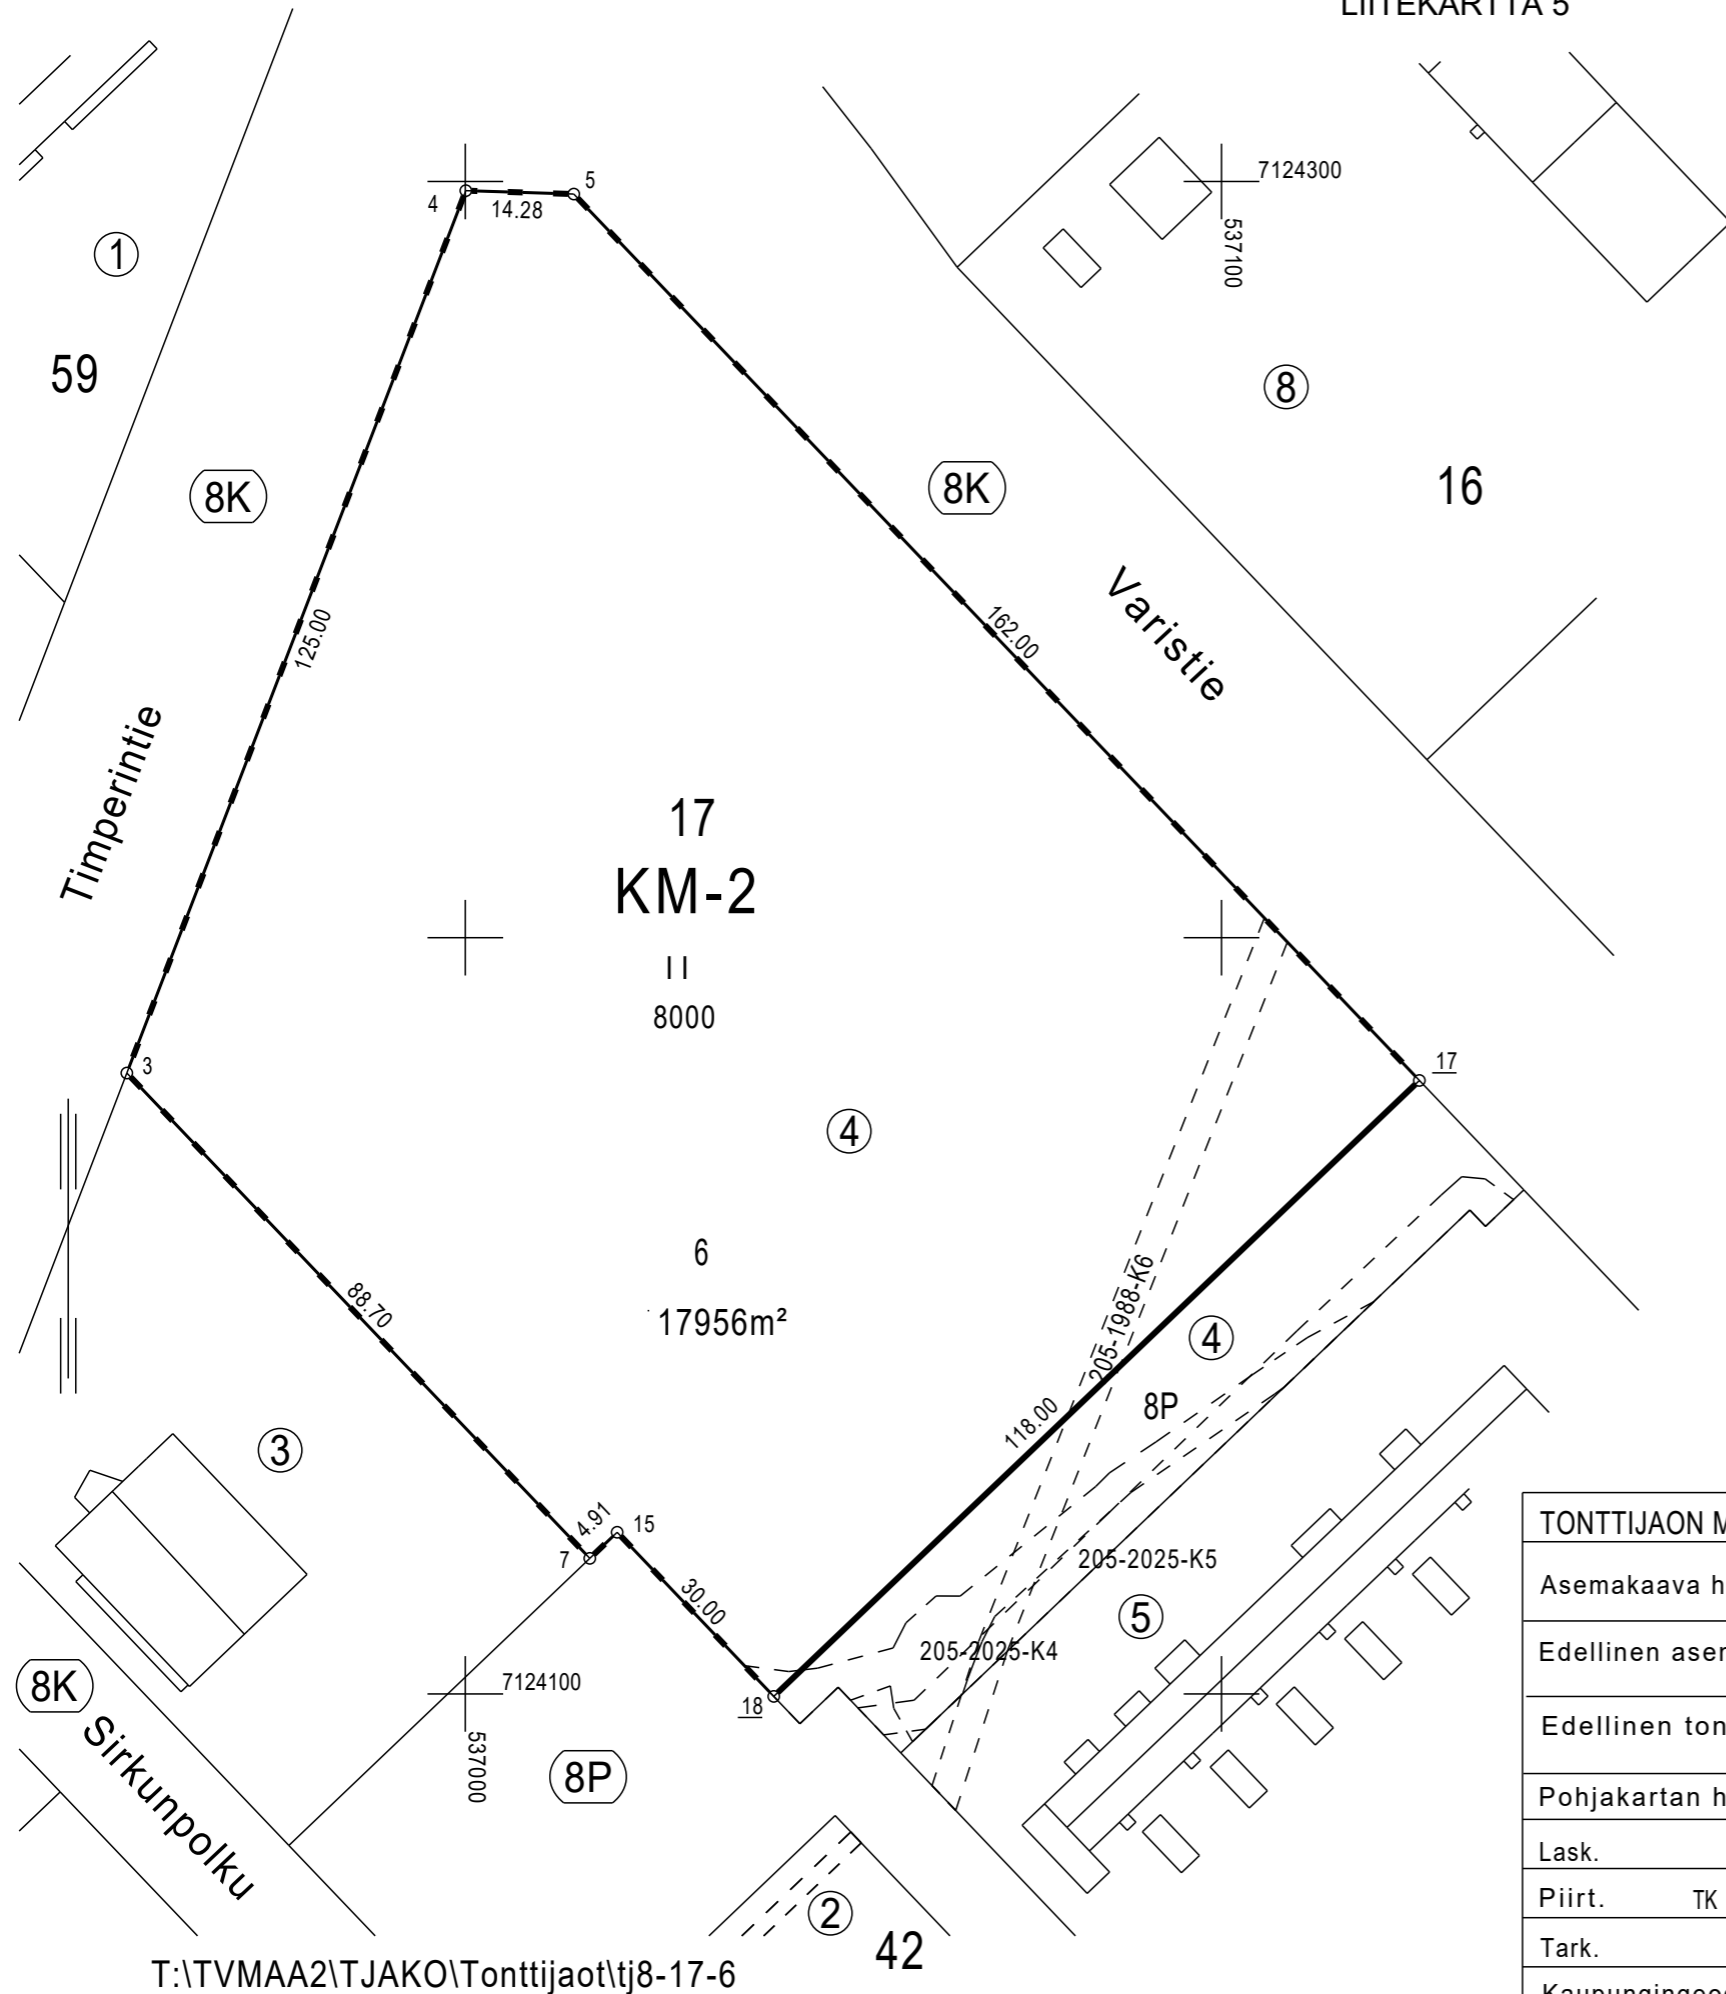 LIITEKARTTA 5
7124300
537100
4
5
14.28
1
59
8
16
8K
8K
162.00
Varistie
125.00
Timperintie
17
KM-2
II
8000
3
17
4
6
17956m²
88.70
205-1988-K6
4
8P
118.00
3
4.91
15
7
30.00
205-2025-K5
5
205-2025-K4
8K
7124100
537000
18
Sirkunpolku
8P
2
42
TONTTIJAON
Asemakaava
Edellinen
Edellinen
Pohjakartan
Lask.
Piirt. TK
Tark.
T:\TVMAA2\TJAKO\Tonttijaot\tj8-17-6